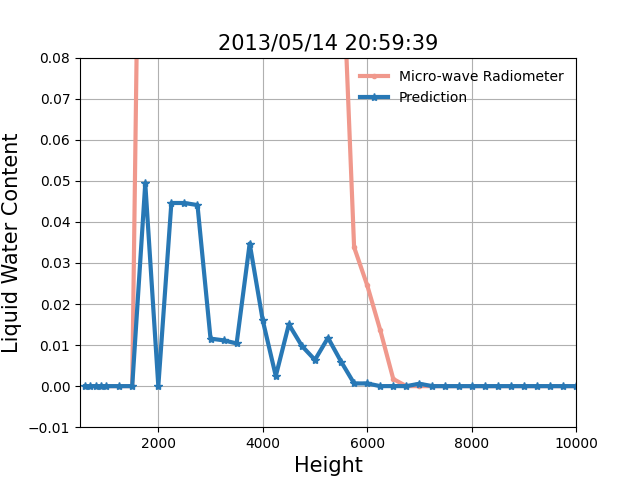 2013/05/14 20:59:39
Micro-wave Radiometer
Prediction
Liquid Water Content
0.08
0.07
0.06
0.05
0.04
0.03
0.02
0.01
0.00
−0.01
2000 4000 6000 8000 10000
Height